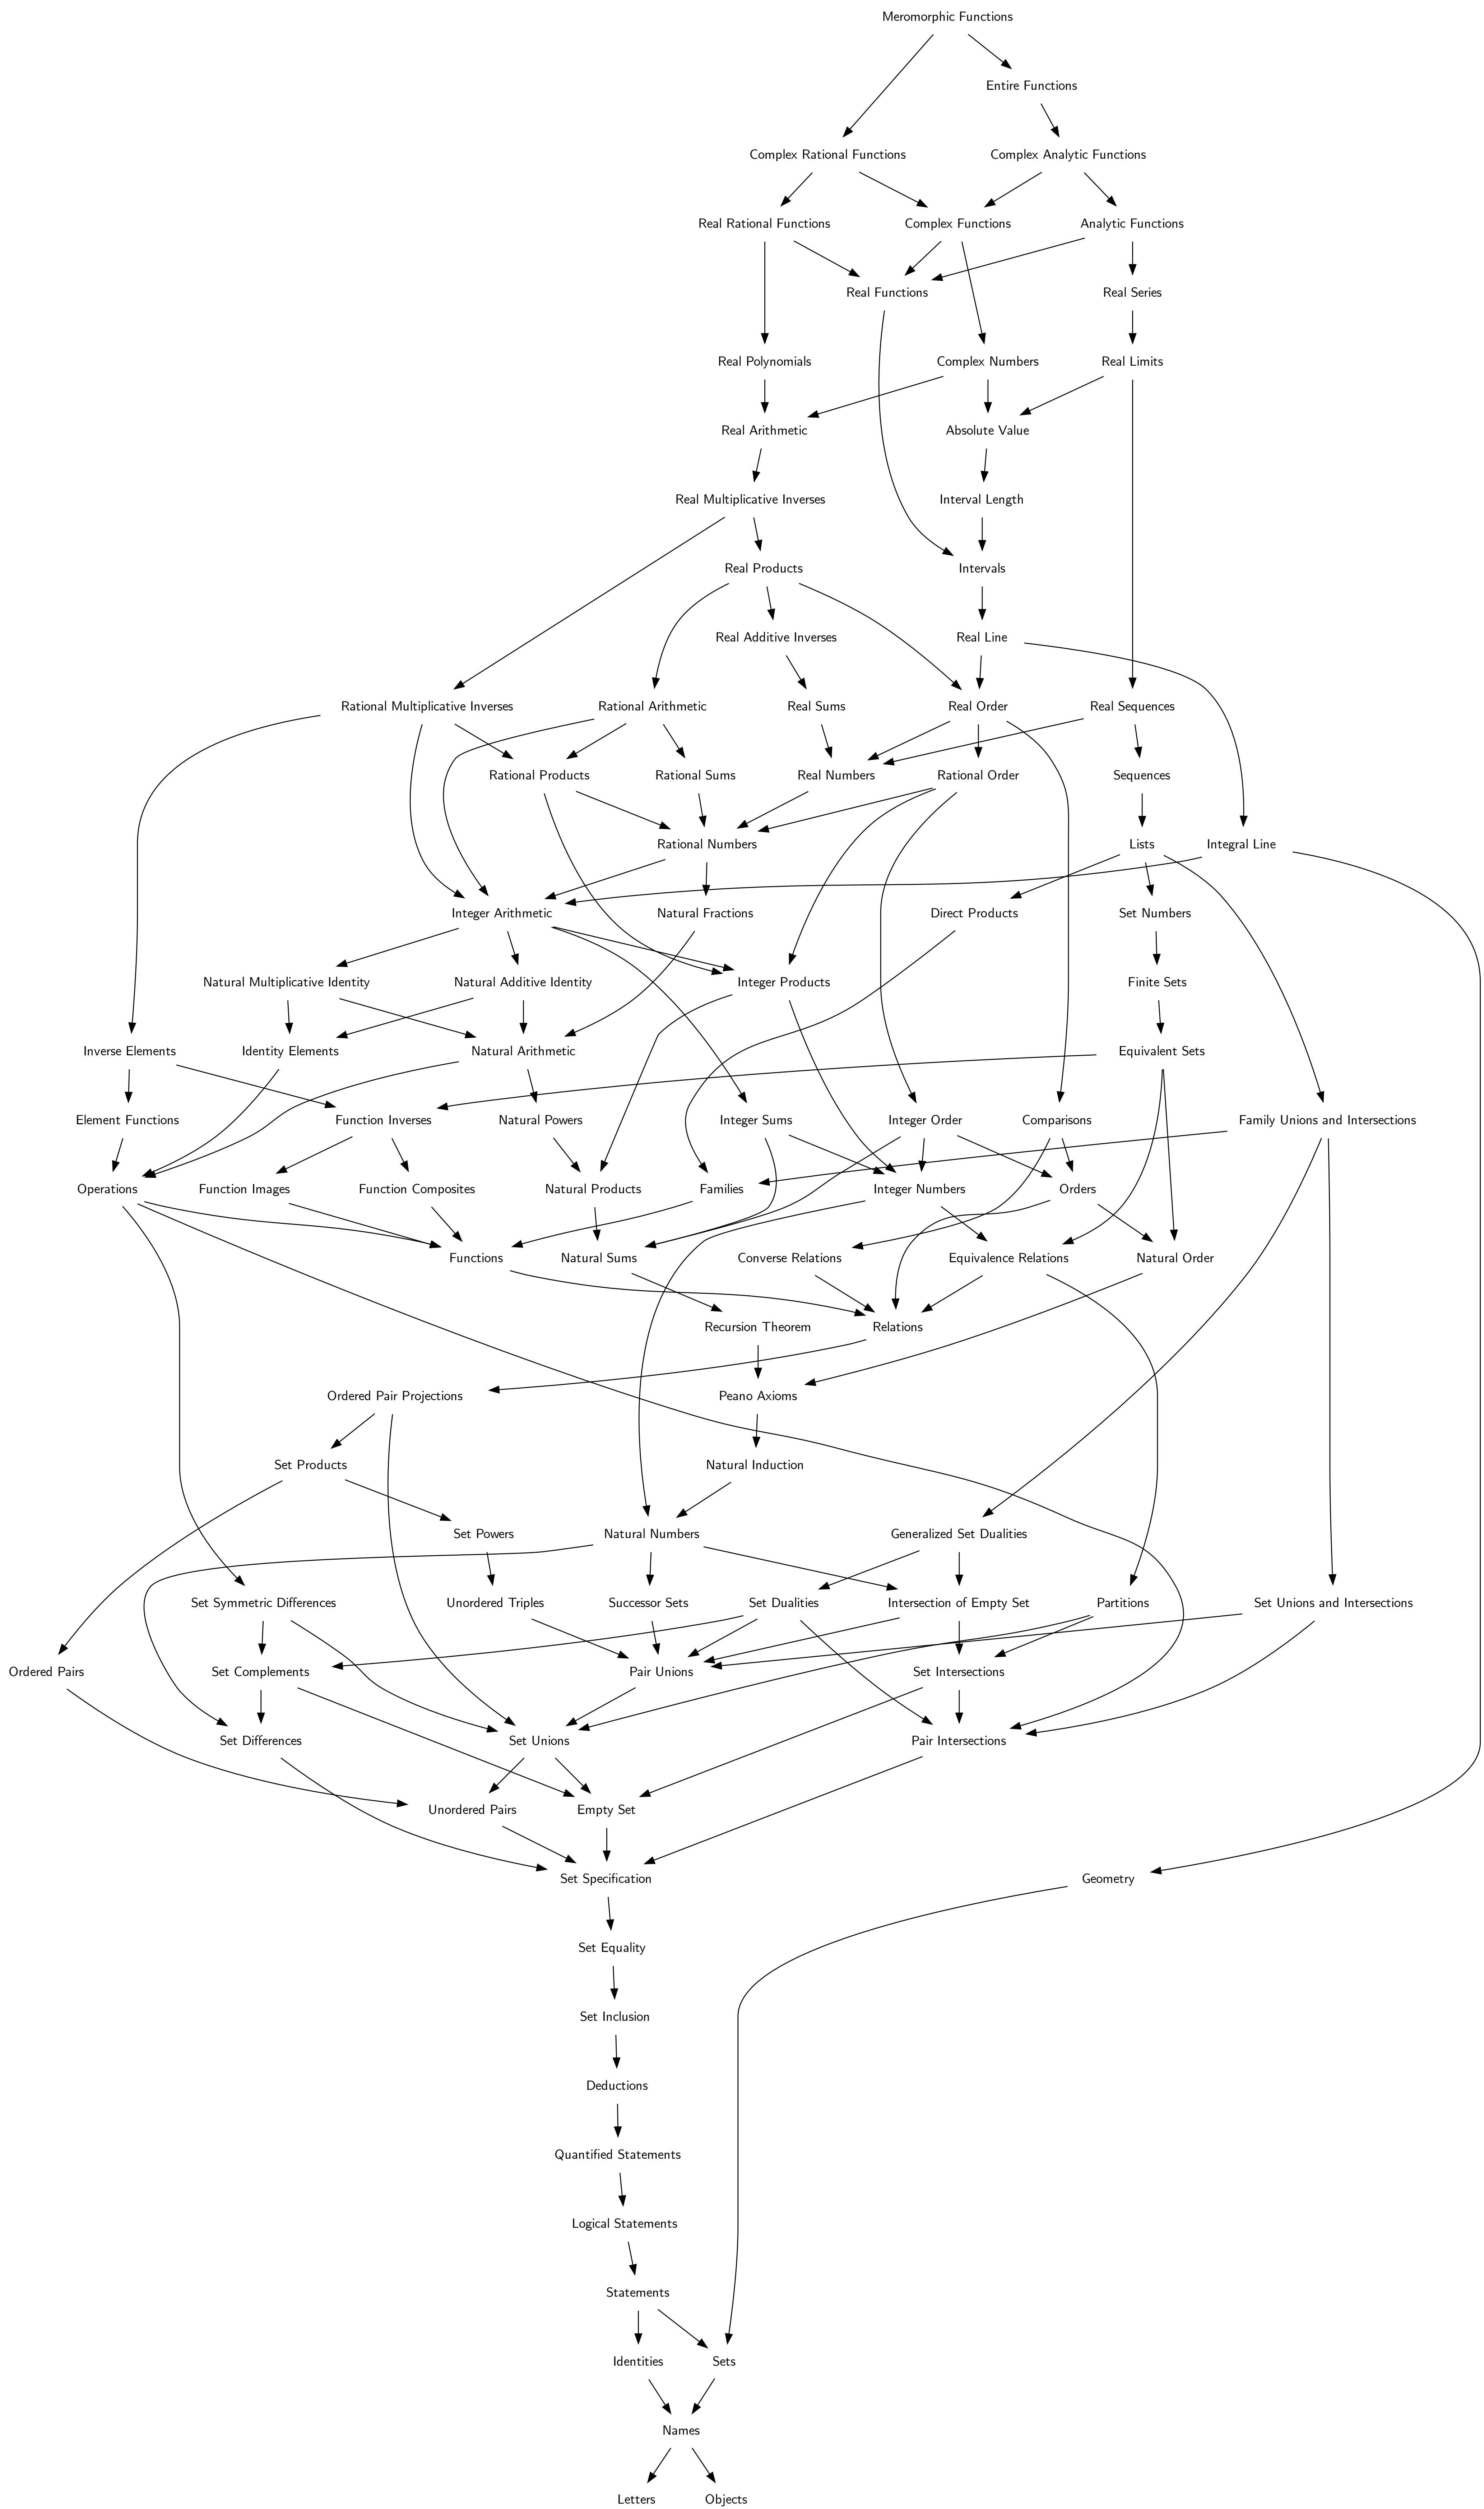 Meromorphic Functions
Entire Functions
Complex Rational Functions
Complex Analytic Functions
Real Rational Functions
Complex Functions
Analytic Functions
Real Functions
Real Series
Real Polynomials
Complex Numbers
Real Limits
Real Arithmetic
Absolute Value
Real Multiplicative Inverses
Interval Length
Real Products
Intervals
Real Additive Inverses
Real Line
Rational Multiplicative Inverses
Rational Arithmetic
Real Sums
Real Order
Real Sequences
Rational Products
Rational Sums
Real Numbers
Rational Order
Sequences
Rational Numbers
Lists
Integral Line
Integer Arithmetic
Natural Fractions
Direct Products
Set Numbers
Natural Multiplicative Identity
Natural Additive Identity
Integer Products
Finite Sets
Inverse Elements
Identity Elements
Natural Arithmetic
Equivalent Sets
Element Functions
Function Inverses
Natural Powers
Integer Sums
Integer Order
Comparisons
Family Unions and Intersections
Operations
Function Images
Function Composites
Natural Products
Families
Integer Numbers
Orders
Functions
Natural Sums
Converse Relations
Equivalence Relations
Natural Order
Recursion Theorem
Relations
Ordered Pair Projections
Peano Axioms
Set Products
Natural Induction
Set Powers
Natural Numbers
Generalized Set Dualities
Set Symmetric Differences
Unordered Triples
Successor Sets
Set Dualities
Intersection of Empty Set
Partitions
Set Unions and Intersections
Ordered Pairs
Set Complements
Pair Unions
Set Intersections
Set Differences
Set Unions
Pair Intersections
Unordered Pairs
Empty Set
Set Specification
Geometry
Set Equality
Set Inclusion
Deductions
Quantified Statements
Logical Statements
Statements
Identities
Sets
Names
Letters
Objects